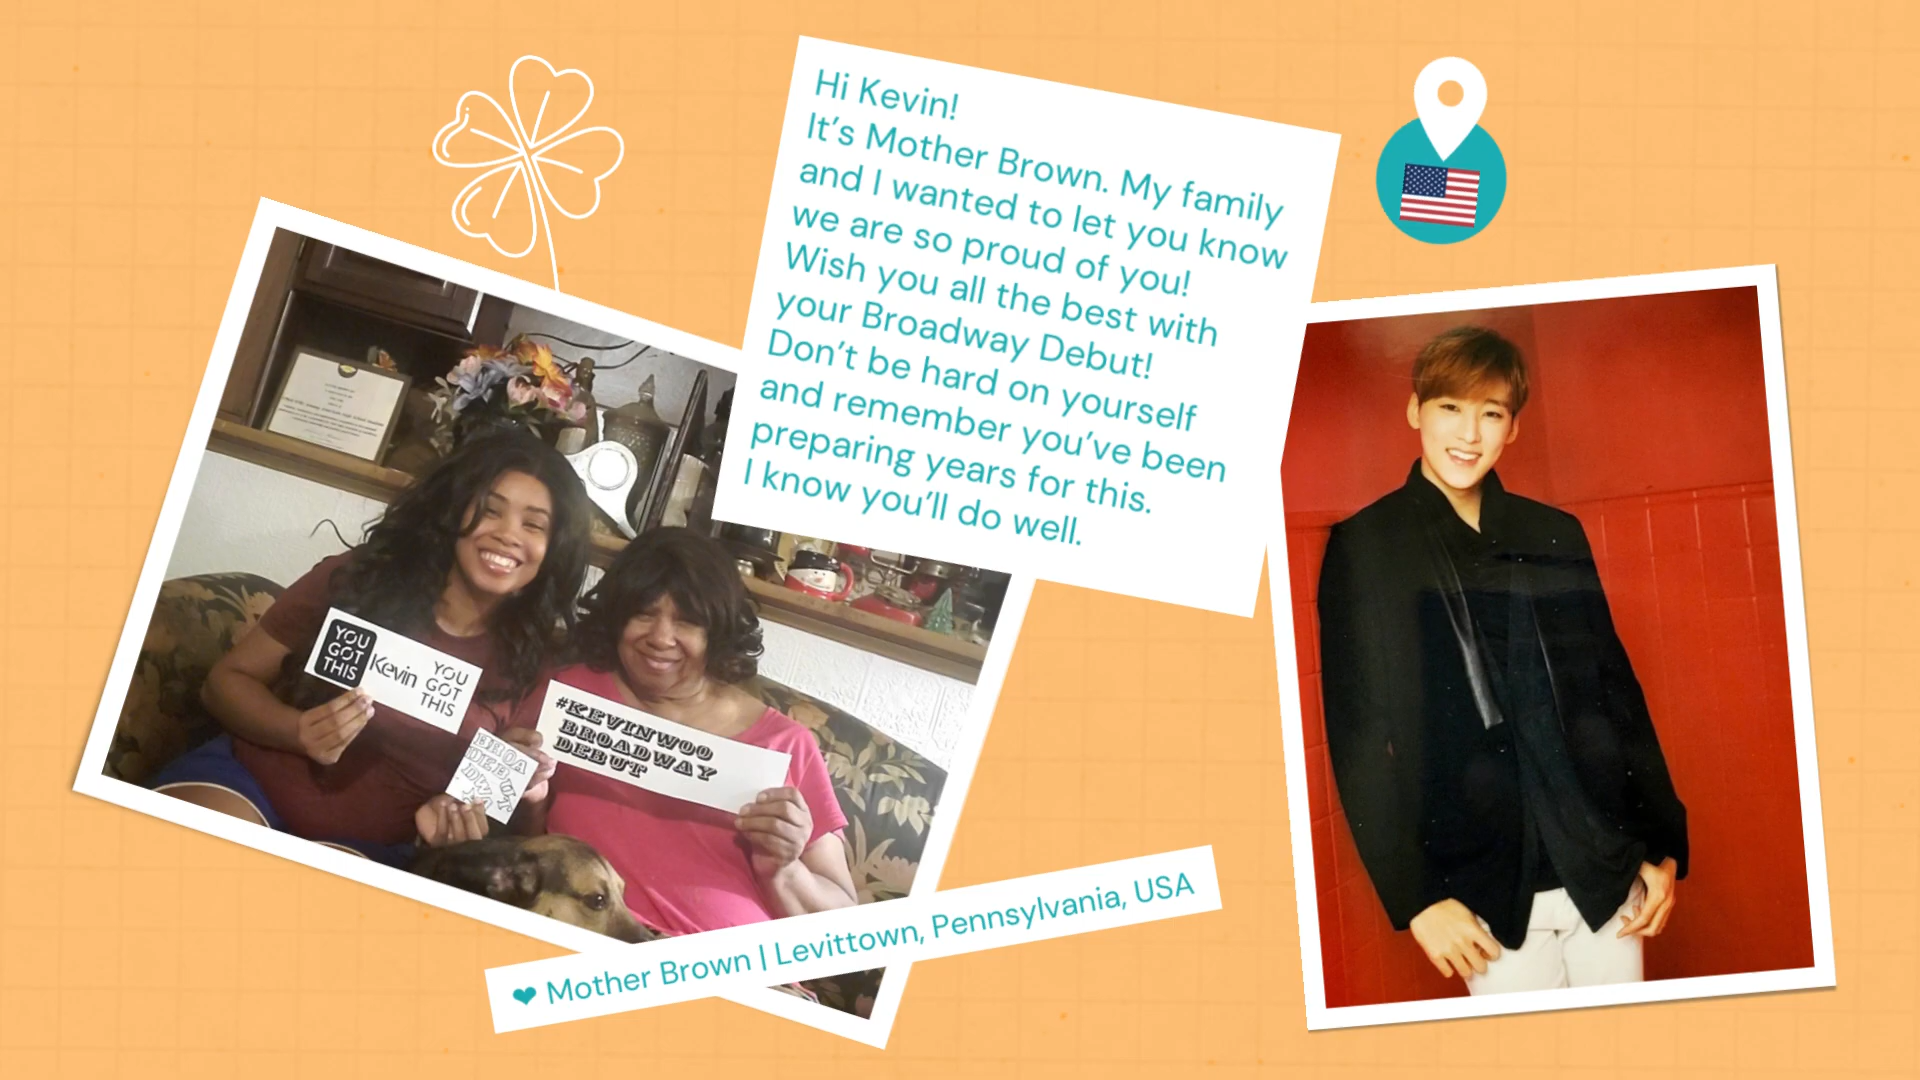 Hi Kevin!
It's Mother Brown. My family
and I wanted to let you know
we are so proud of you!
Wish you all the best with
your Broadway Debut!
Don't be hard on yourself
and remember you've been
preparing years for this.
I know you'll do well.
YOU
GOT
THIS
Kevin
YOU
GOT
THIS
#KEVINWOO
BROADWAY
DEBUT
❤ Mother Brown | Levittown, Pennsylvania, USA